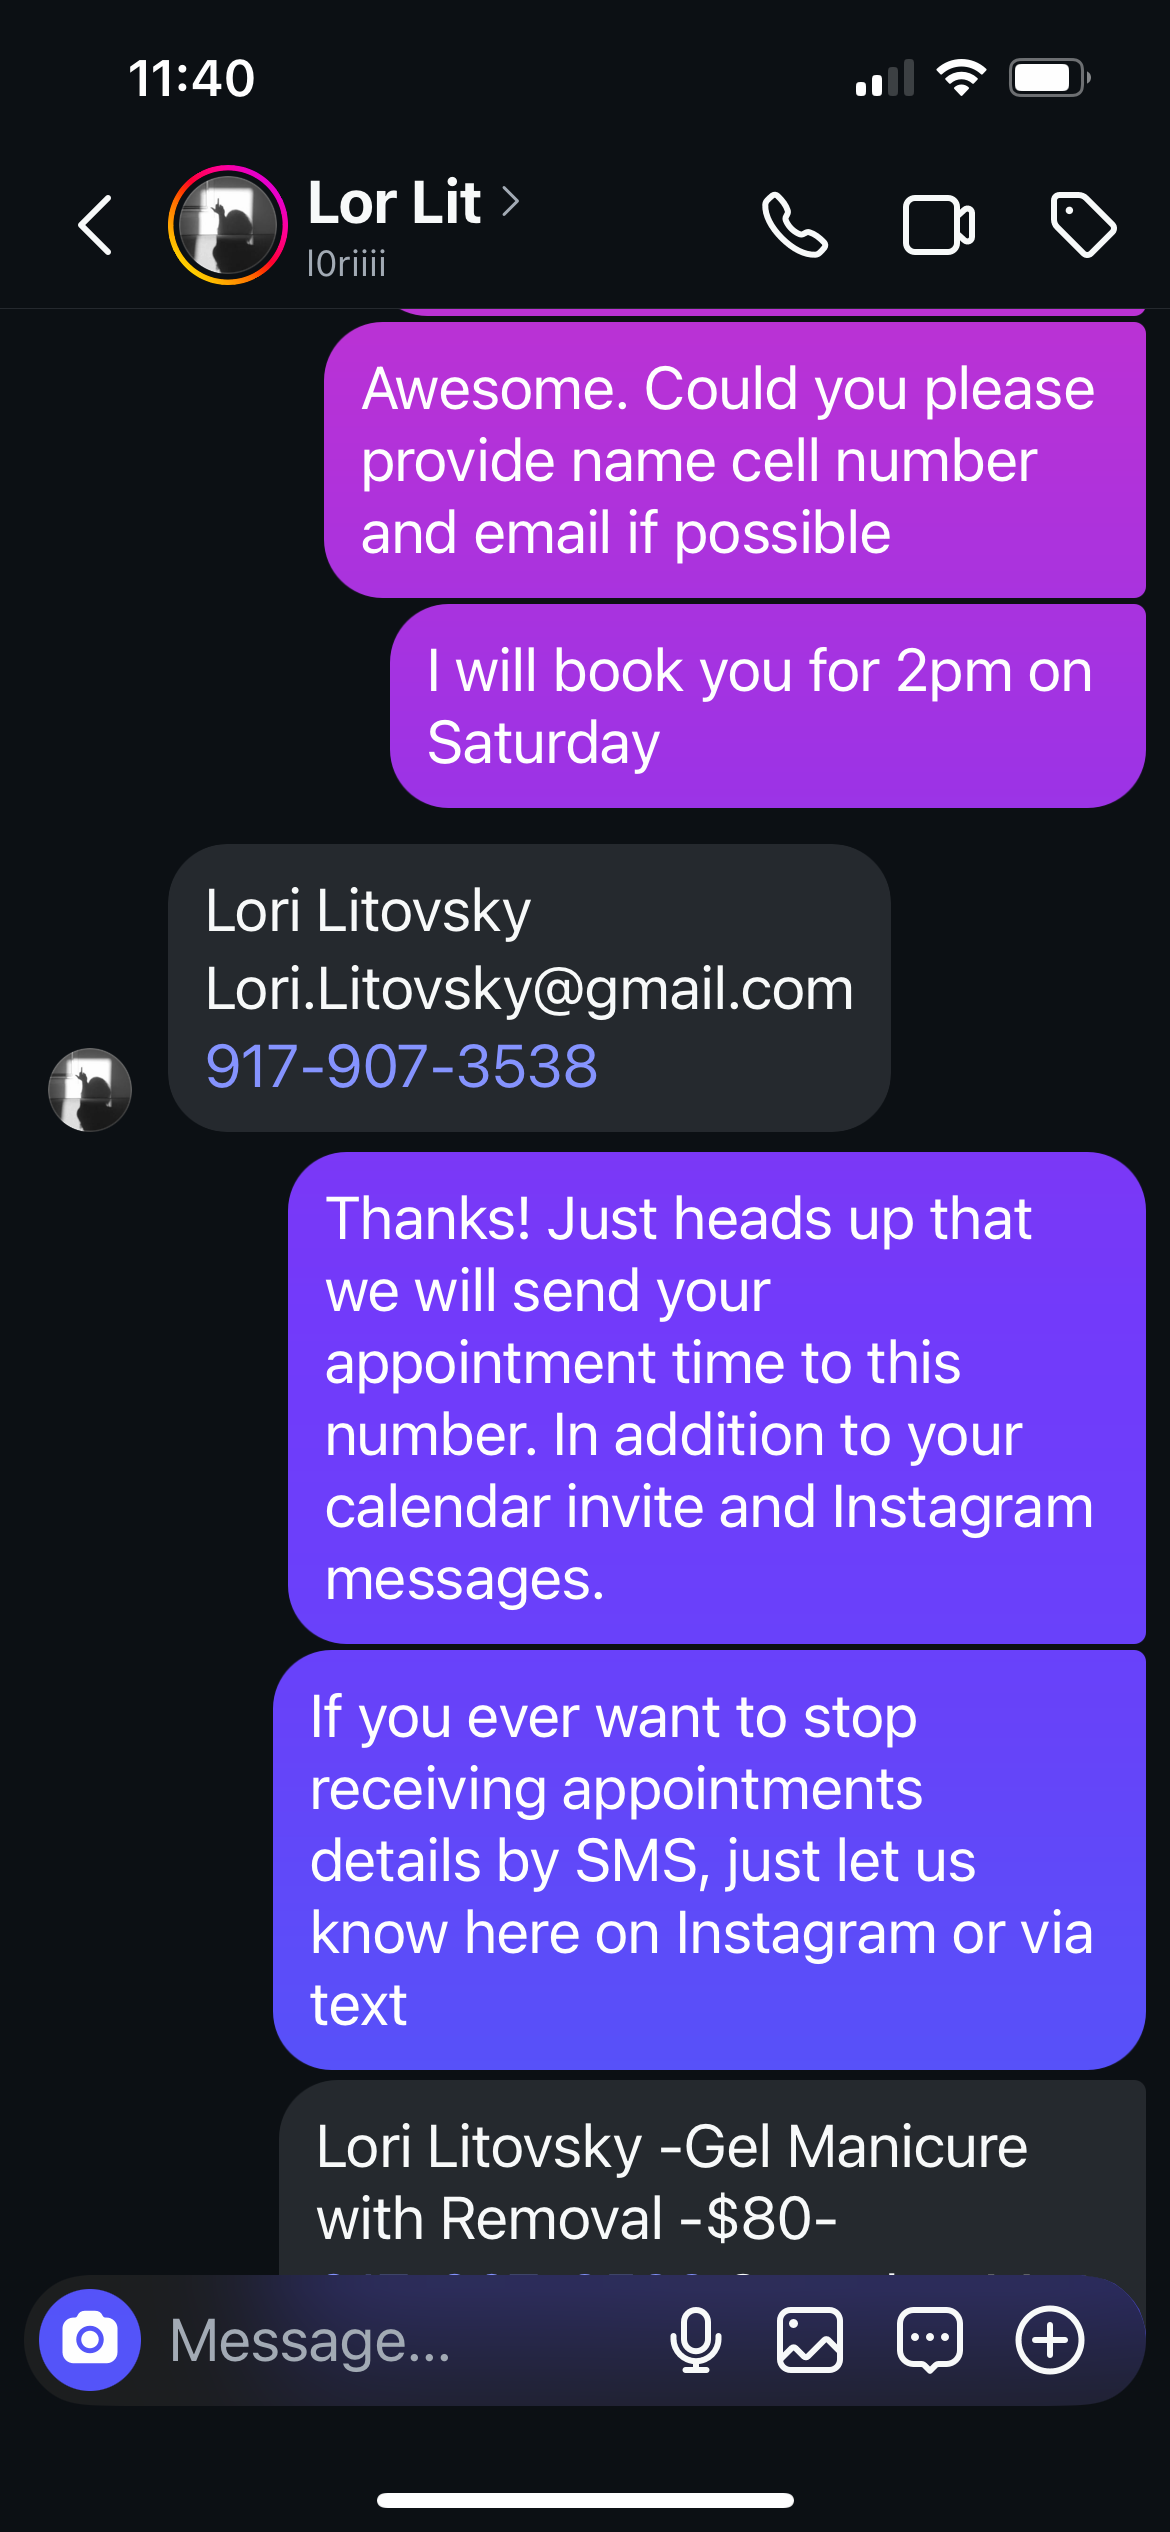 11:40
Lor Lit
l0riiii
Awesome. Could you please
provide name cell number
and email if possible
I will book you for 2pm on
Saturday
Lori Litovsky
Lori.Litovsky@gmail.com
917-907-3538
Thanks! Just heads up that
we will send your
appointment time to this
number. In addition to your
calendar invite and Instagram
messages.
If you ever want to stop
receiving appointments
details by SMS, just let us
know here on Instagram or via
text
Lori Litovsky -Gel Manicure
with Removal -$80-
Message...